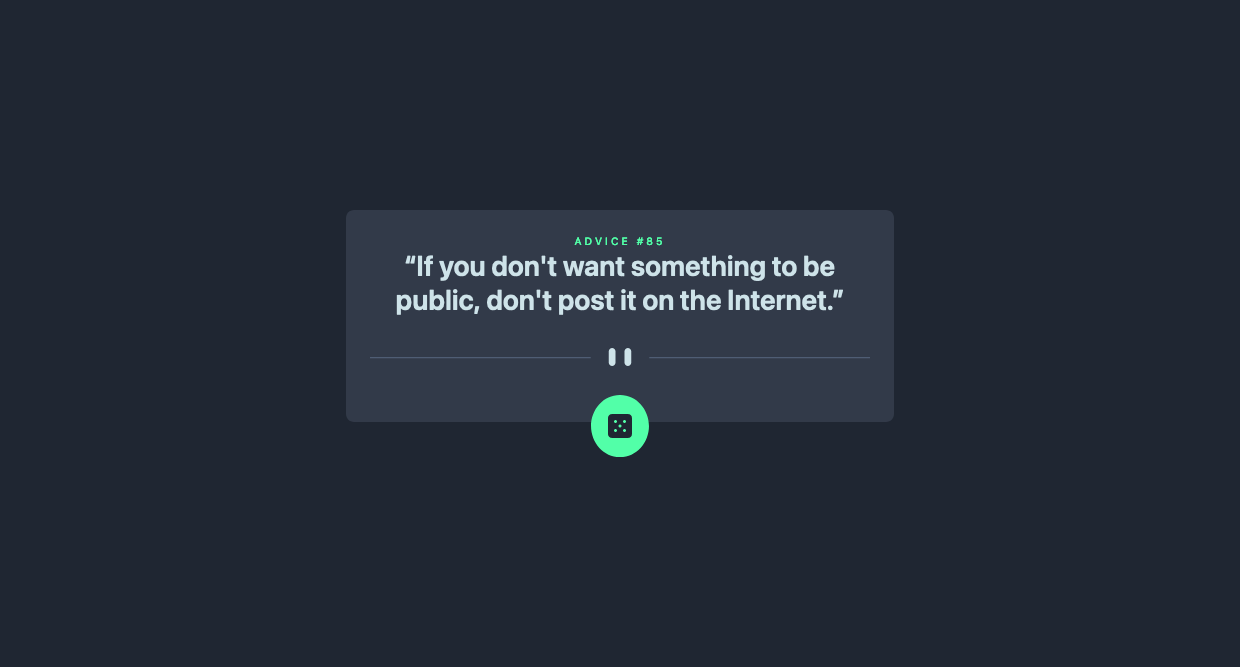 ADVICE #85
“If you don't want something to be
public, don't post it on the Internet.”